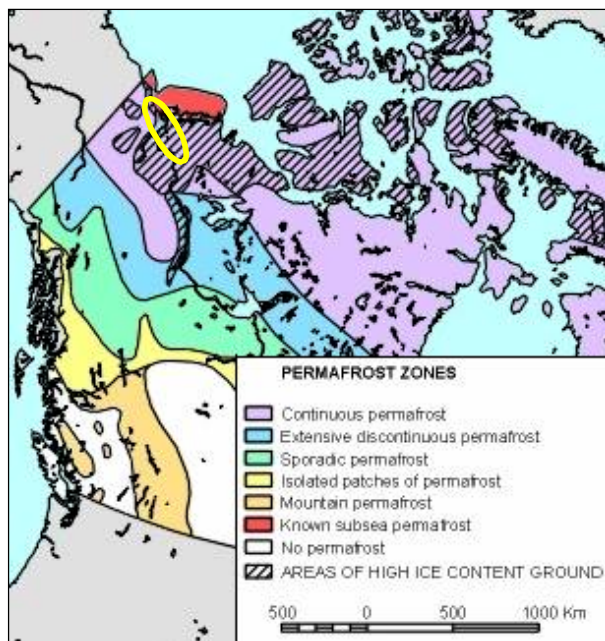 PERMAFROST ZONES
Continuous permafrost
Extensive discontinuous permafrost
Sporadic permafrost
Isolated patches of permafrost
Mountain permafrost
Known subsea permafrost
No permafrost
AREAS OF HIGH ICE CONTENT GROUND
500 0 500 1000 Km